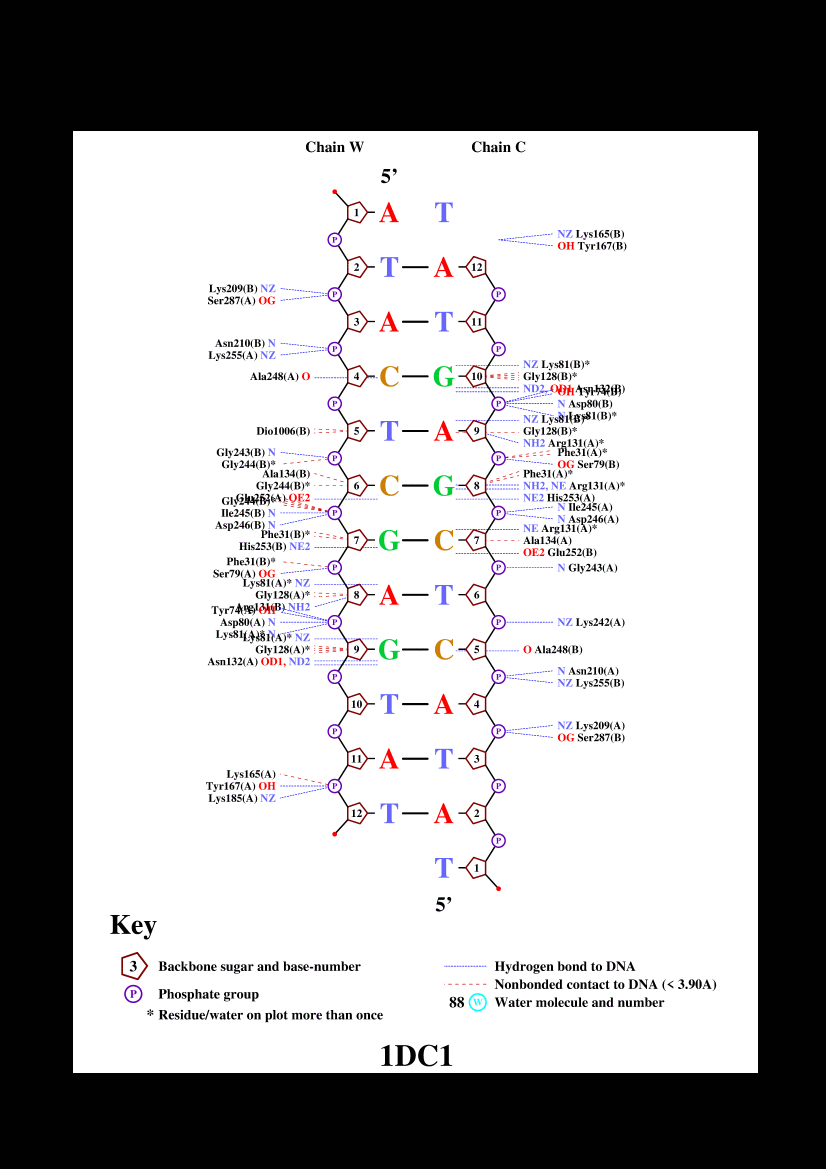 Chain W Chain C
5’
1 A T
P
NZ Lys165(B)
OH Tyr167(B)
2 T A 12
Lys209(B) NZ
Ser287(A) OG
P P
3 A T 11
Asn210(B) N
Lys255(A) NZ
P P
NZ Lys81(B)*
Ala248(A) O
4 C G 10
Gly128(B)*
ND2, OD1 Asn132(B)
OH Tyr74(B)
P P
N Asp80(B)
N Lys81(B)*
NZ Lys81(B)*
Dio1006(B)
5 T A 9
Gly128(B)*
NH2 Arg131(A)*
Gly243(B) N
Phe31(A)*
P P
Gly244(B)*
OG Ser79(B)
Ala134(B)
Phe31(A)*
Gly244(B)*
6 C G 8
NH2, NE Arg131(A)*
Glu252(A) OE2
NE2 His253(A)
Gly244(B)*
N Ile245(A)
Ile245(B) N
P P
Asp246(B) N
N Asp246(A)
NE Arg131(A)*
Phe31(B)*
7 G C 7
Ala134(A)
His253(B) NE2
OE2 Glu252(B)
Phe31(B)*
P P
N Gly243(A)
Ser79(A) OG
Lys81(A)* NZ
Gly128(A)*
8 A T 6
Arg131(B) NH2
Tyr74(A) OH
Asp80(A) N
P P
NZ Lys242(A)
Lys81(A)* N
Lys81(A)* NZ
Gly128(A)*
9 G C 5
O Ala248(B)
Asn132(A) OD1, ND2
N Asn210(A)
P P
NZ Lys255(B)
10 T A 4
NZ Lys209(A)
P P
OG Ser287(B)
11 A T 3
Lys165(A)
Tyr167(A) OH
P P
Lys185(A) NZ
12 T A 2
P
T 1
5’
Key
3 Backbone sugar and base-number
P Phosphate group
* Residue/water on plot more than once
Hydrogen bond to DNA
Nonbonded contact to DNA (< 3.90A)
88 W Water molecule and number
1DC1